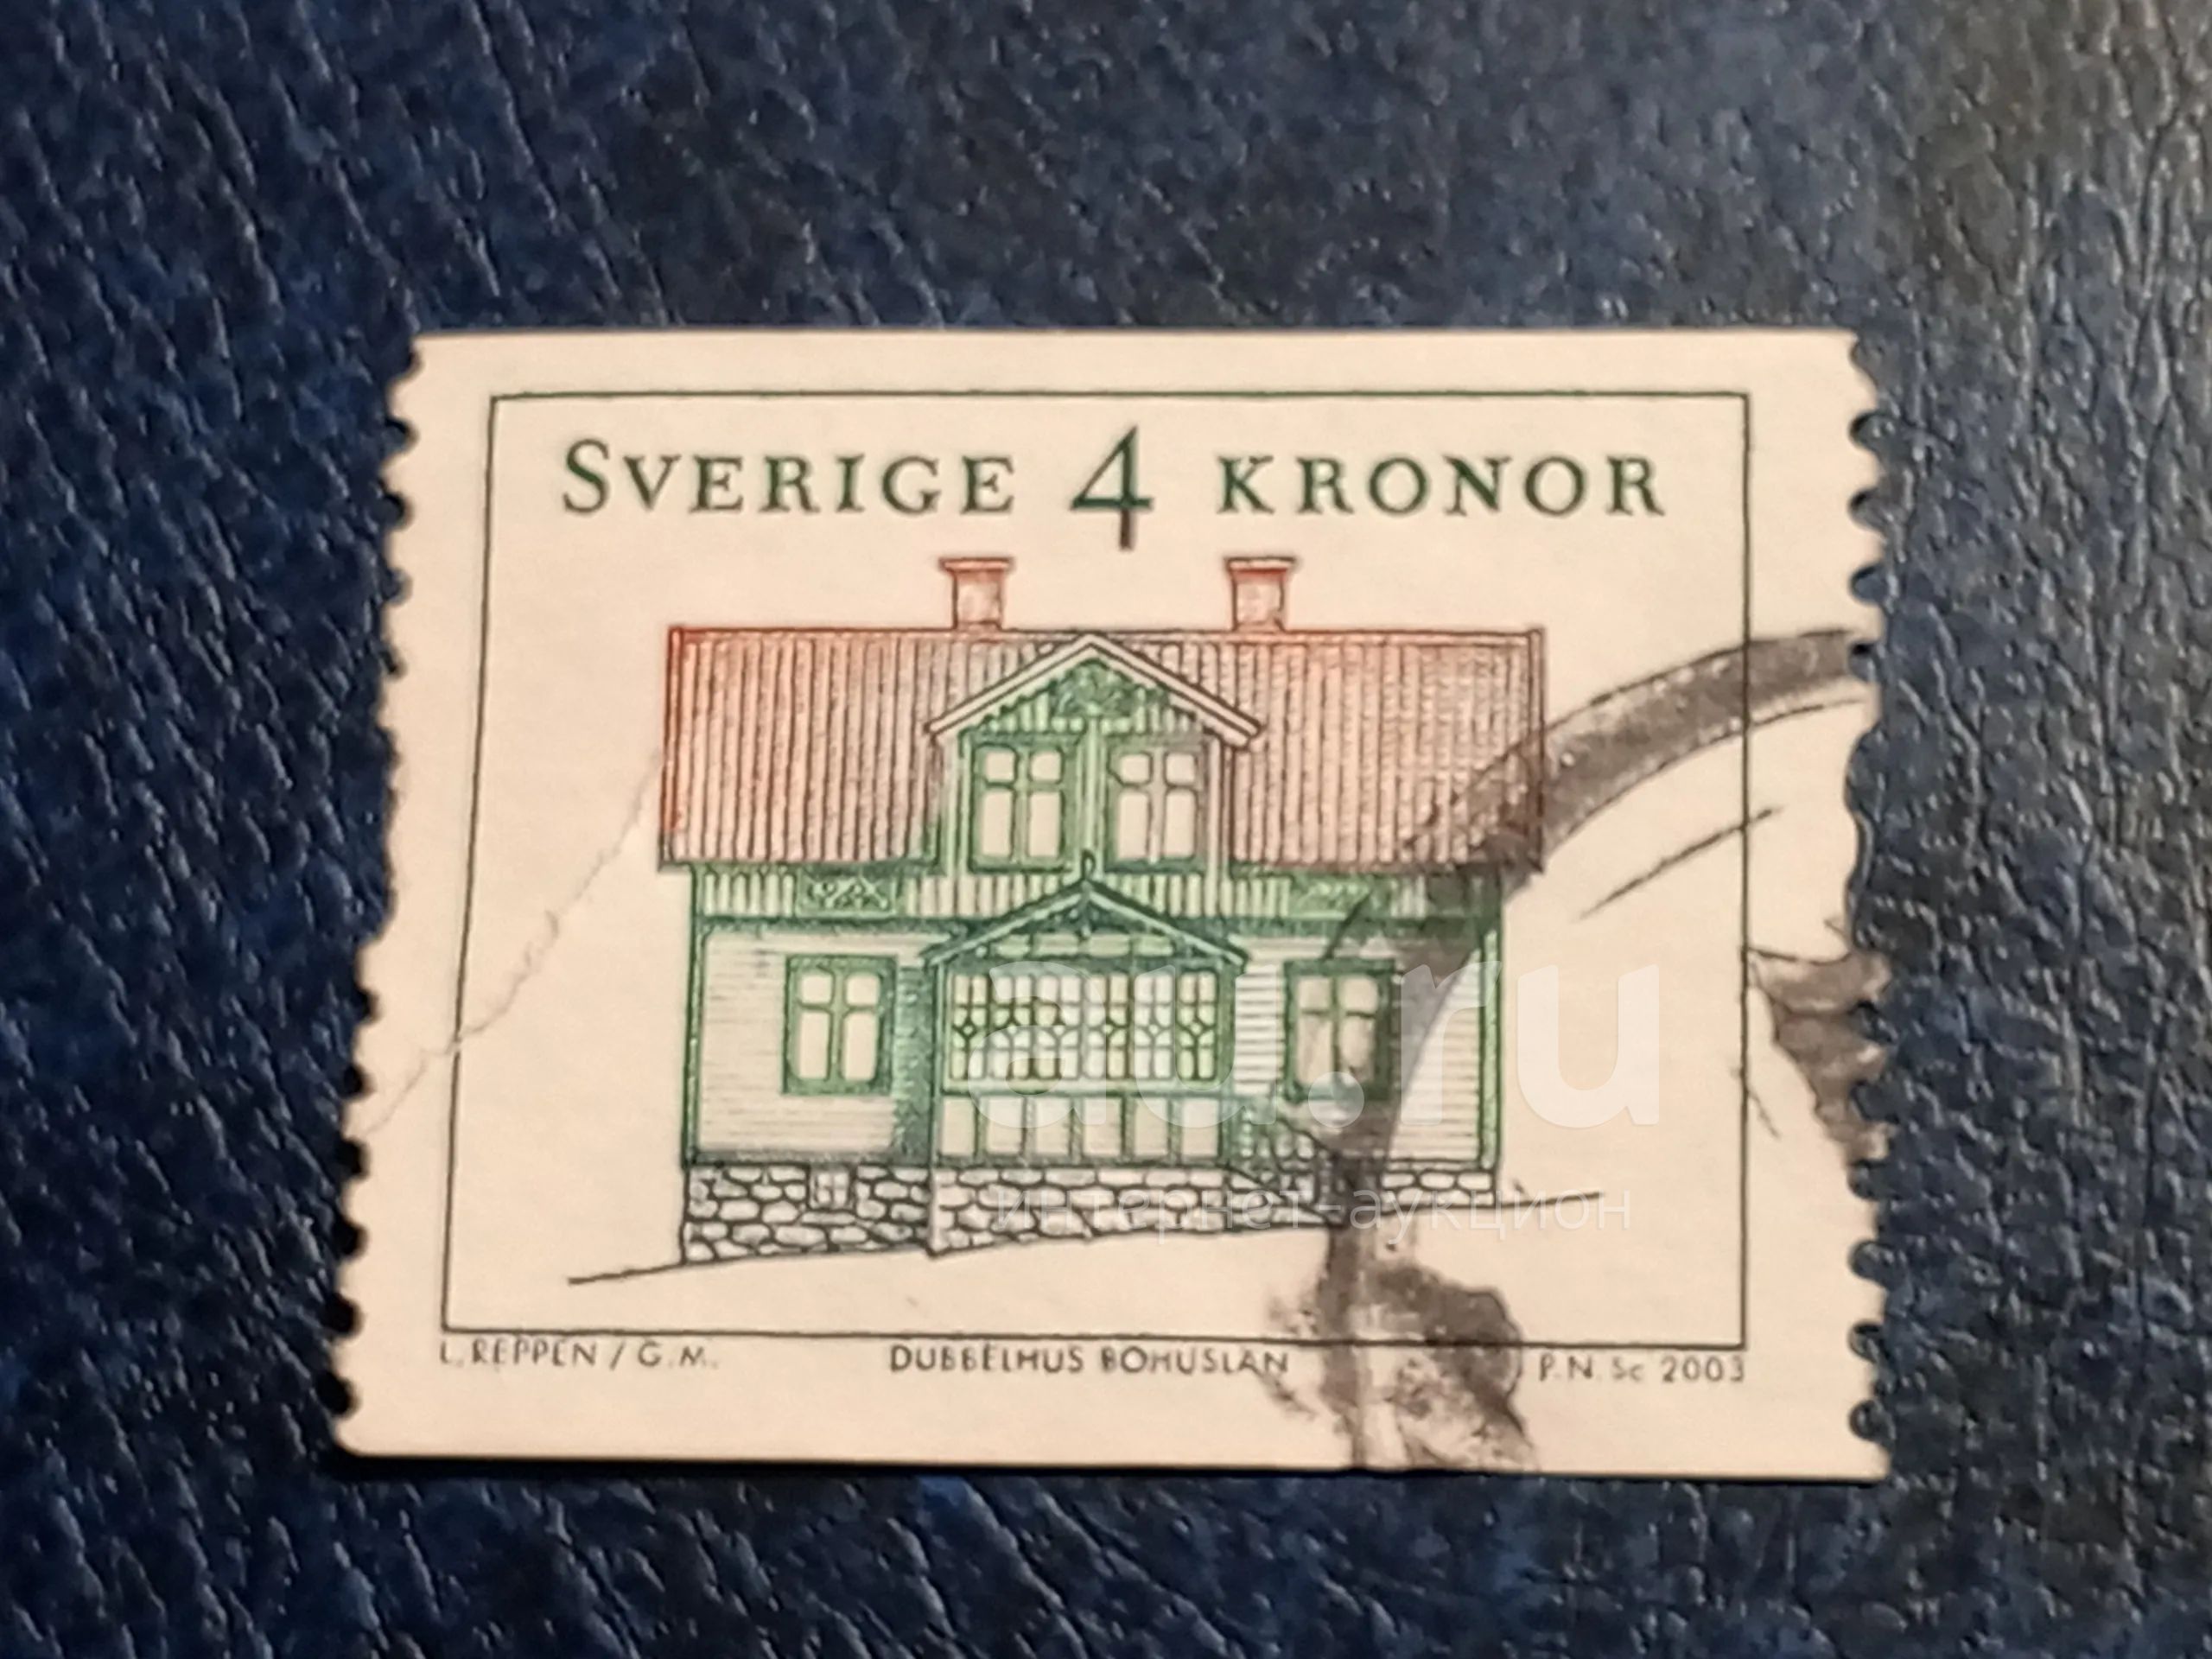 SVERIGE 4 KRONOR
au.ru
интернет-аукцион
L. REPPEN / G.M. DUBBELHUS BOHUSLÄN P.N. Sc 2003